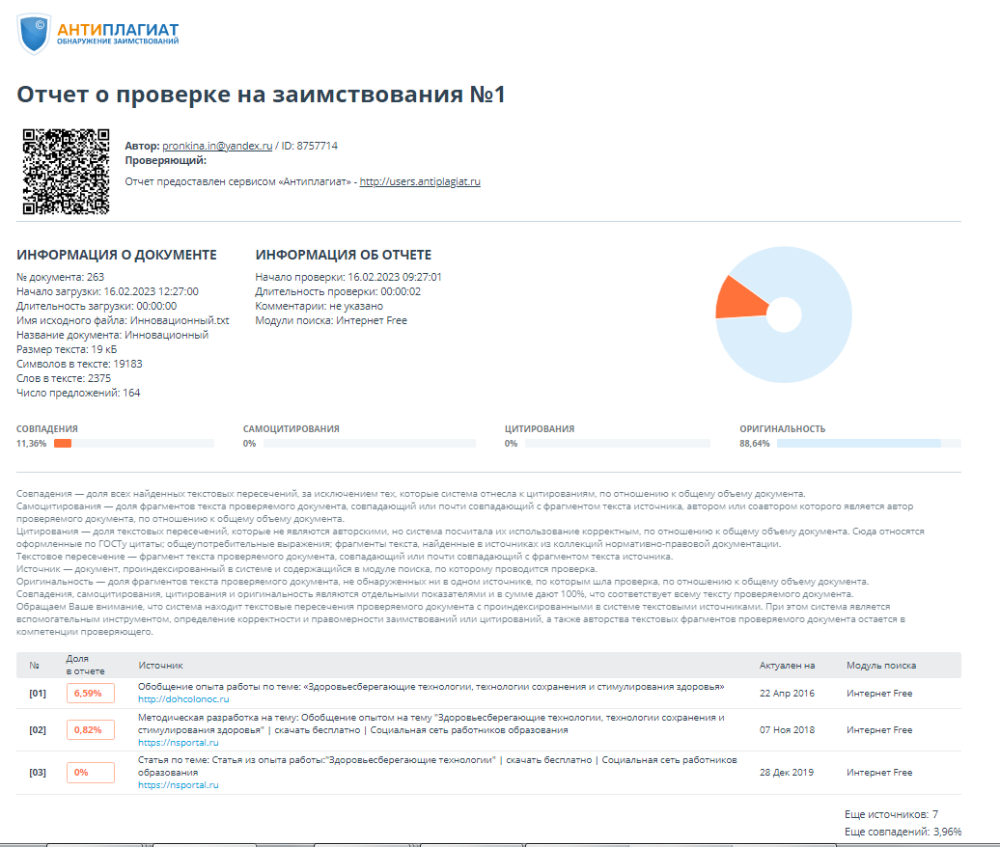 ©
АНТИПЛАГИАТ
ОБНАРУЖЕНИЕ ЗАИМСТВОВАНИЙ
Отчет о проверке на заимствования №1
Автор: pronkina.in@yandex.ru / ID: 8757714
Проверяющий:
Отчет предоставлен сервисом «Антиплагиат» - http://users.antiplagiat.ru
ИНФОРМАЦИЯ О ДОКУМЕНТЕ
№ документа: 263
Начало загрузки: 16.02.2023 12:27:00
Длительность загрузки: 00:00:00
Имя исходного файла: Инновационный.txt
Название документа: Инновационный
Размер текста: 19 кБ
Символов в тексте: 19183
Слов в тексте: 2375
Число предложений: 164
ИНФОРМАЦИЯ ОБ ОТЧЕТЕ
Начало проверки: 16.02.2023 09:27:01
Длительность проверки: 00:00:02
Комментарии: не указано
Модули поиска: Интернет Free
СОВПАДЕНИЯ
11,36%
САМОЦИТИРОВАНИЯ
0%
ЦИТИРОВАНИЯ
0%
ОРИГИНАЛЬНОСТЬ
88,64%
Совпадения — доля всех найденных текстовых пересечений, за исключением тех, которые система отнесла к цитированиям, по отношению к общему объему документа.
Самоцитирования — доля фрагментов текста проверяемого документа, совпадающий или почти совпадающий с фрагментом текста источника, автором или соавтором которого является автор
проверяемого документа, по отношению к общему объему документа.
Цитирования — доля текстовых пересечений, которые не являются авторскими, но система посчитала их использование корректным, по отношению к общему объему документа. Сюда относятся
оформленные по ГОСТу цитаты; общеупотребительные выражения; фрагменты текста, найденные в источниках из коллекций нормативно-правовой документации.
Текстовое пересечение — фрагмент текста проверяемого документа, совпадающий или почти совпадающий с фрагментом текста источника.
Источник — документ, проиндексированный в системе и содержащийся в модуле поиска, по которому проводится проверка.
Оригинальность — доля фрагментов текста проверяемого документа, не обнаруженных ни в одном источнике, по которым шла проверка, по отношению к общему объему документа.
Совпадения, самоцитирования, цитирования и оригинальность являются отдельными показателями и в сумме дают 100%, что соответствует всему тексту проверяемого документа.
Обращаем Ваше внимание, что система находит текстовые пересечения проверяемого документа с проиндексированными в системе текстовыми источниками. При этом система является
вспомогательным инструментом, определение корректности и правомерности заимствований или цитирований, а также авторства текстовых фрагментов проверяемого документа остается в
компетенции проверяющего.
№ Доля в отчете Источник Актуален на Модуль поиска
[01] 6,59% Обобщение опыта работы по теме: «Здоровьесберегающие технологии, технологии сохранения и стимулирования здоровья» 22 Апр 2016 Интернет Free
http://dohcolonoc.ru
[02] 0,82% Методическая разработка на тему: Обобщение опытом на тему "Здоровьесберегающие технологии, технологии сохранения и
стимулирования здоровья" | скачать бесплатно | Социальная сеть работников образования 07 Ноя 2018 Интернет Free
https://nsportal.ru
[03] 0% Статья по теме: Статья из опыта работы:"Здоровьесберегающие технологии" | скачать бесплатно | Социальная сеть работников
образования 28 Дек 2019 Интернет Free
https://nsportal.ru
Еще источников: 7
Еще совпадений: 3,96%